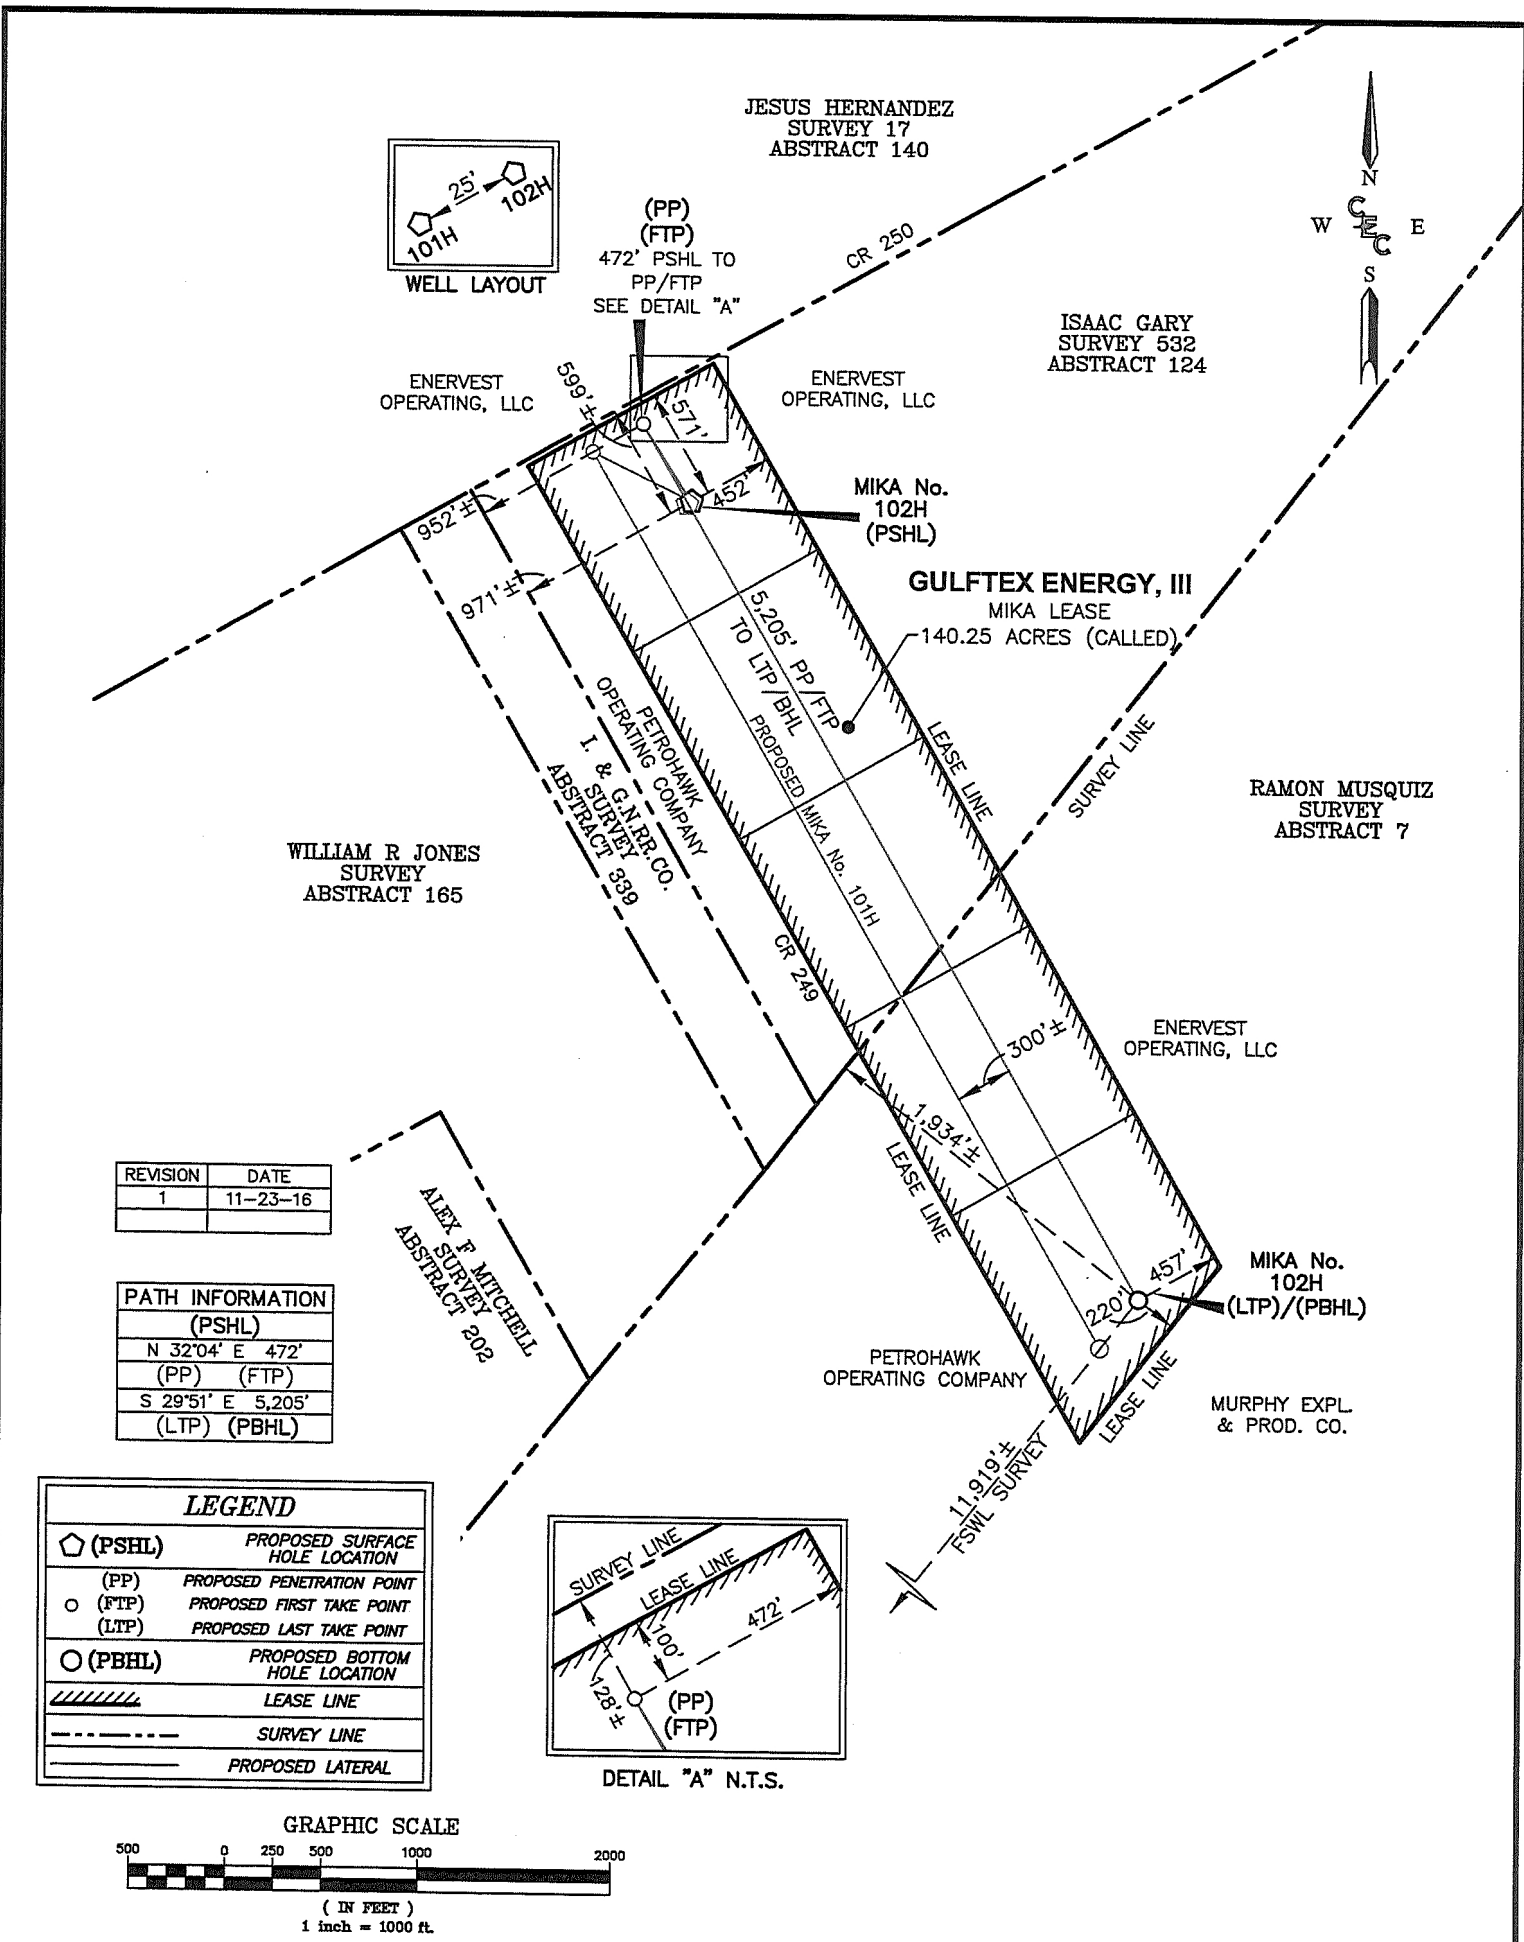 JESUS HERNANDEZ
SURVEY 17
ABSTRACT 140
25'
102H
101H
WELL LAYOUT
(PP)
(FTP)
472' PSHL TO
PP/FTP
SEE DETAIL "A"
CR 250
N
W
E
S
CEC
ISAAC GARY
SURVEY 532
ABSTRACT 124
ENERVEST
OPERATING, LLC
599'±
571'
452'
ENERVEST
OPERATING, LLC
MIKA No.
102H
(PSHL)
952'±
971'±
GULFTEX ENERGY, III
MIKA LEASE
140.25 ACRES (CALLED)
5,205' PP/FTP
TO LTP/BHL
PROPOSED MIKA No. 101H
PETROHAWK
OPERATING COMPANY
I. & G.N.RR.CO.
SURVEY
ABSTRACT 339
LEASE LINE
SURVEY LINE
RAMON MUSQUIZ
SURVEY
ABSTRACT 7
WILLIAM R JONES
SURVEY
ABSTRACT 165
CR 249
300'±
ENERVEST
OPERATING, LLC
1,934'±
LEASE LINE
REVISION DATE
1 11-23-16
ALEX F MITCHELL
SURVEY
ABSTRACT 202
PATH INFORMATION
(PSHL)
N 32°04' E 472'
(PP) (FTP)
S 29°51' E 5,205'
(LTP) (PBHL)
457'
220'
MIKA No.
102H
(LTP)/(PBHL)
PETROHAWK
OPERATING COMPANY
LEASE LINE
MURPHY EXPL.
& PROD. CO.
11,919'±
FSWL SURVEY
LEGEND
(PSHL) PROPOSED SURFACE
HOLE LOCATION
(PP) PROPOSED PENETRATION POINT
(FTP) PROPOSED FIRST TAKE POINT
(LTP) PROPOSED LAST TAKE POINT
(PBHL) PROPOSED BOTTOM
HOLE LOCATION
LEASE LINE
SURVEY LINE
PROPOSED LATERAL
SURVEY LINE
LEASE LINE
472'
100'
128'±
(PP)
(FTP)
DETAIL "A" N.T.S.
GRAPHIC SCALE
500 0 250 500 1000 2000
( IN FEET )
1 inch = 1000 ft.